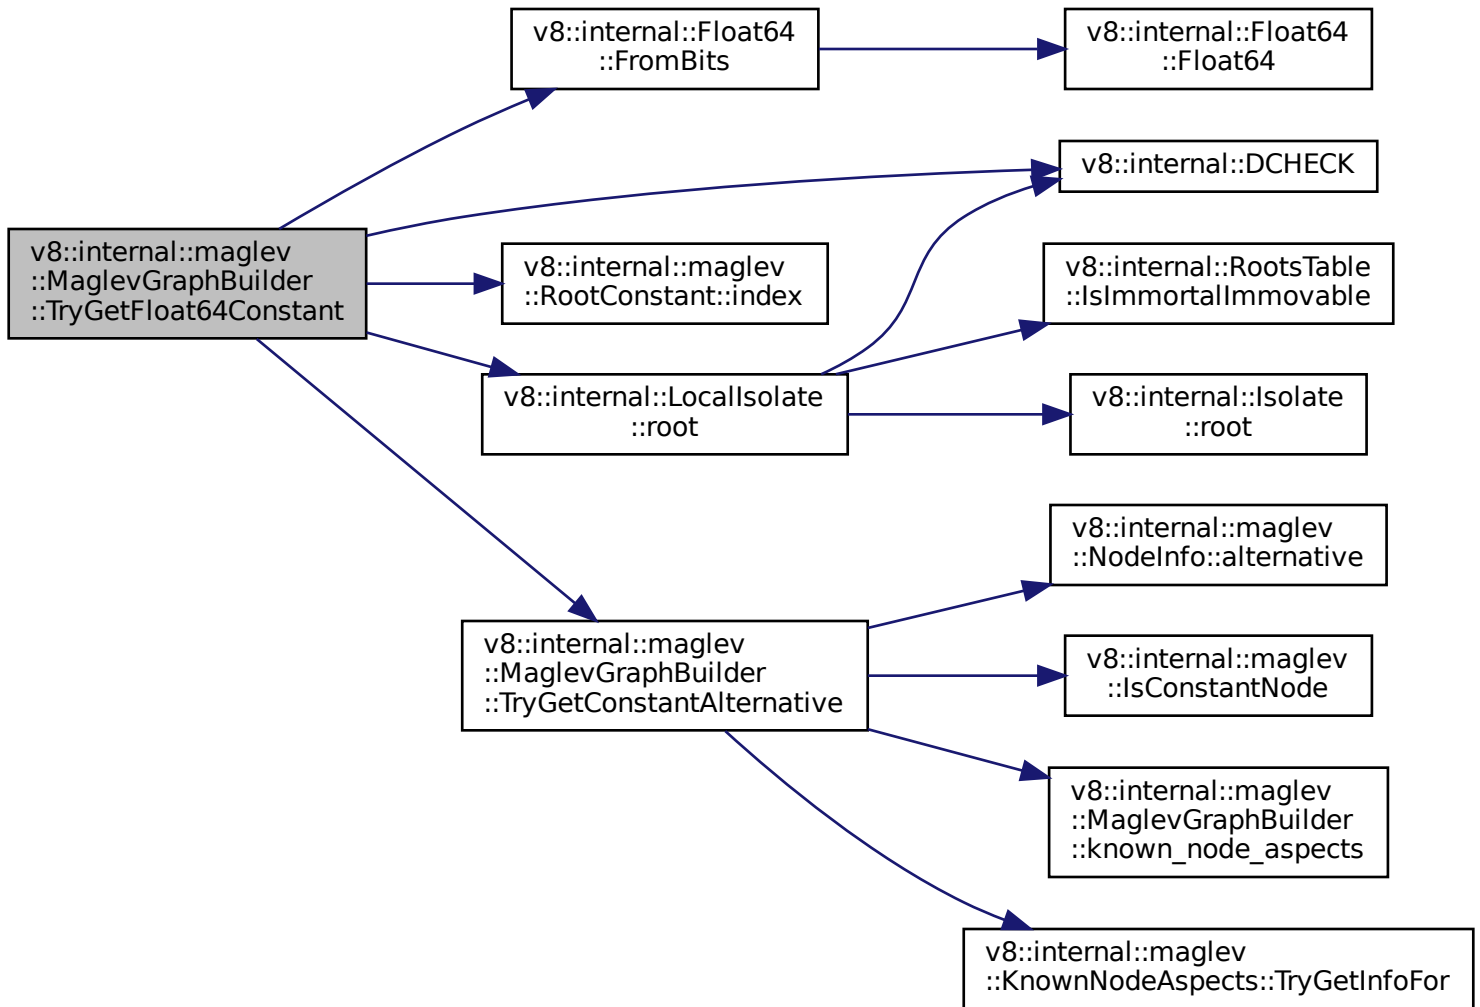 v8::internal::Float64
::FromBits
v8::internal::Float64
::Float64
v8::internal::DCHECK
v8::internal::maglev
::MaglevGraphBuilder
::TryGetFloat64Constant
v8::internal::maglev
::RootConstant::index
v8::internal::RootsTable
::IsImmortalImmovable
v8::internal::LocalIsolate
::root
v8::internal::Isolate
::root
v8::internal::maglev
::NodeInfo::alternative
v8::internal::maglev
::MaglevGraphBuilder
::TryGetConstantAlternative
v8::internal::maglev
::IsConstantNode
v8::internal::maglev
::MaglevGraphBuilder
::known_node_aspects
v8::internal::maglev
::KnownNodeAspects::TryGetInfoFor